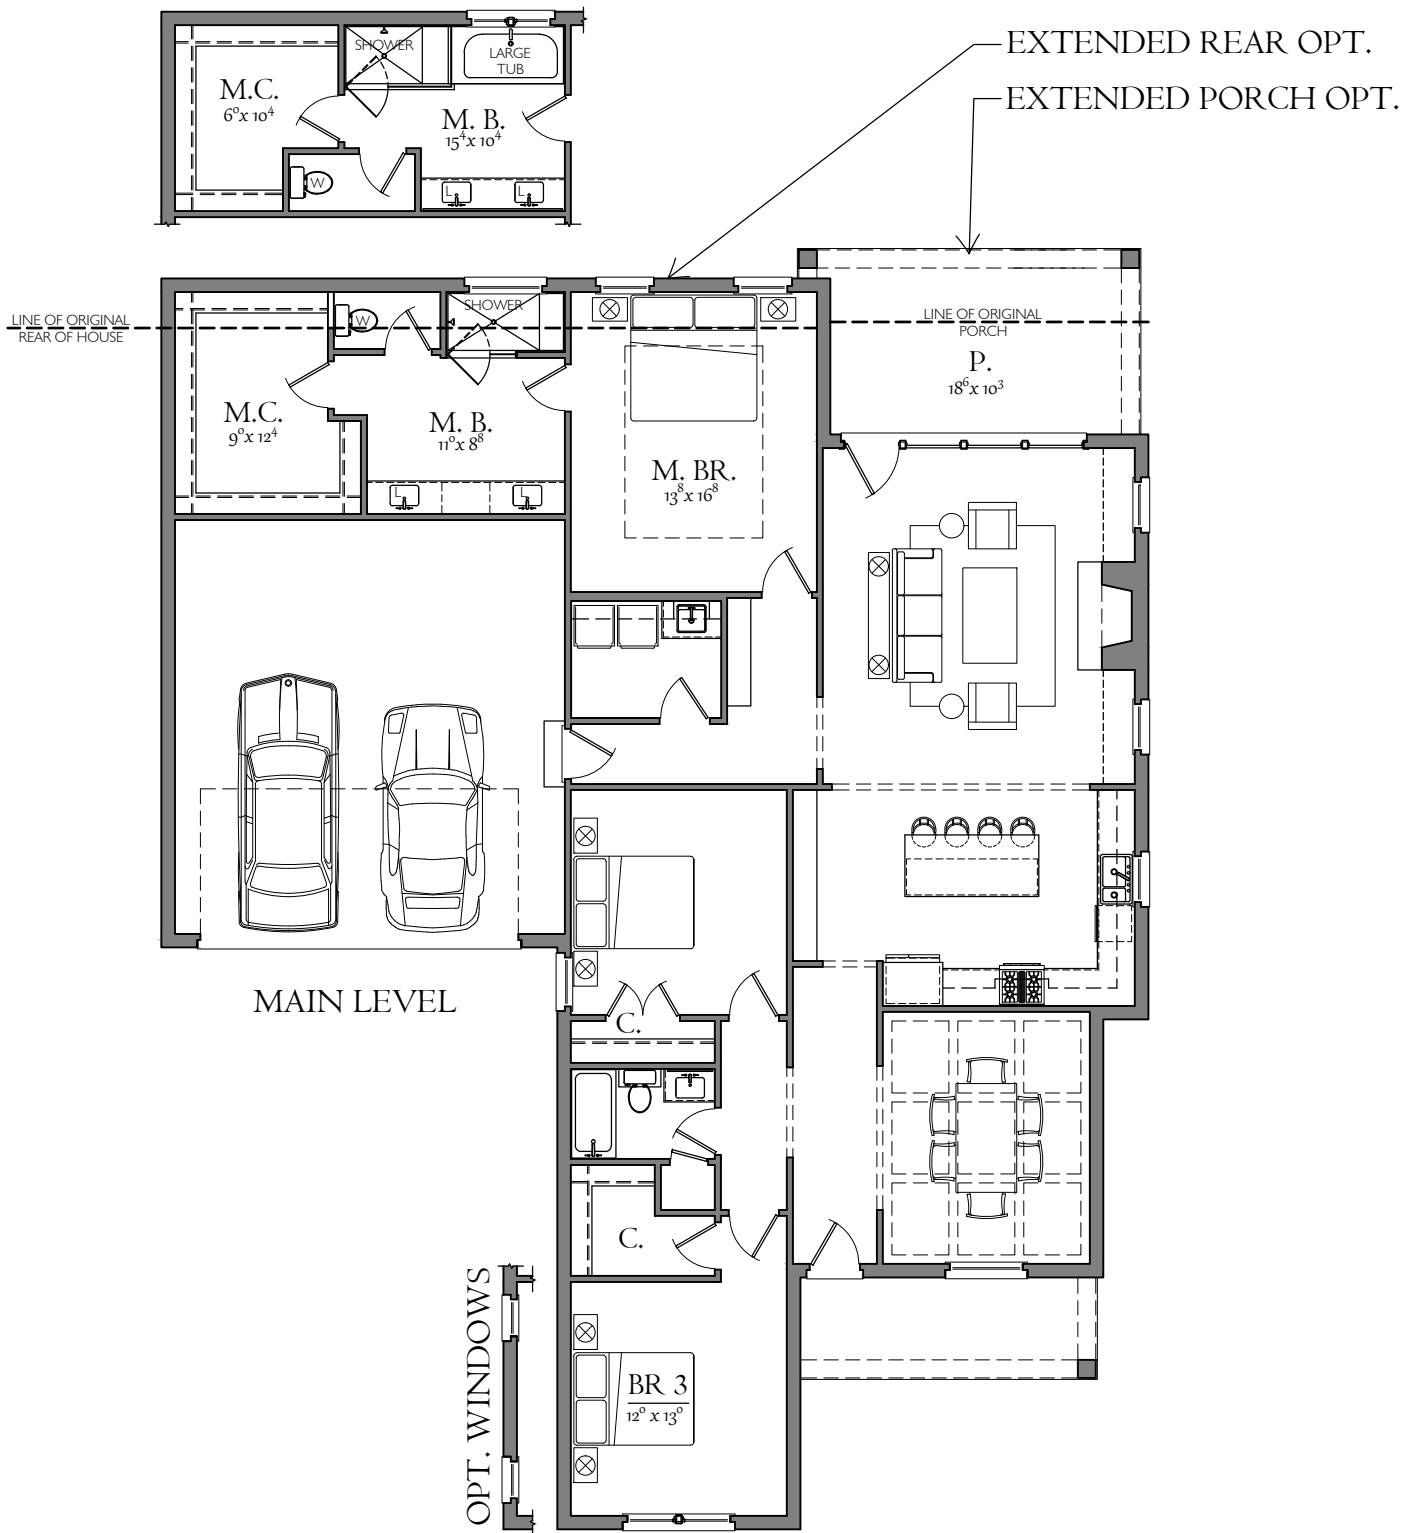 EXTENDED REAR OPT.
EXTENDED PORCH OPT.
SHOWER
LARGE
TUB
M.C.
6⁰ x 10⁴
M. B.
15⁴ x 10⁴
W
L
L
LINE OF ORIGINAL
REAR OF HOUSE
W
SHOWER
LINE OF ORIGINAL
PORCH
P.
18⁶ x 10³
M.C.
9⁰ x 12⁴
M. B.
11⁰ x 8⁸
M. BR.
13⁸ x 16⁸
L
L
MAIN LEVEL
C.
C.
OPT. WINDOWS
BR 3
12⁰ x 13⁰